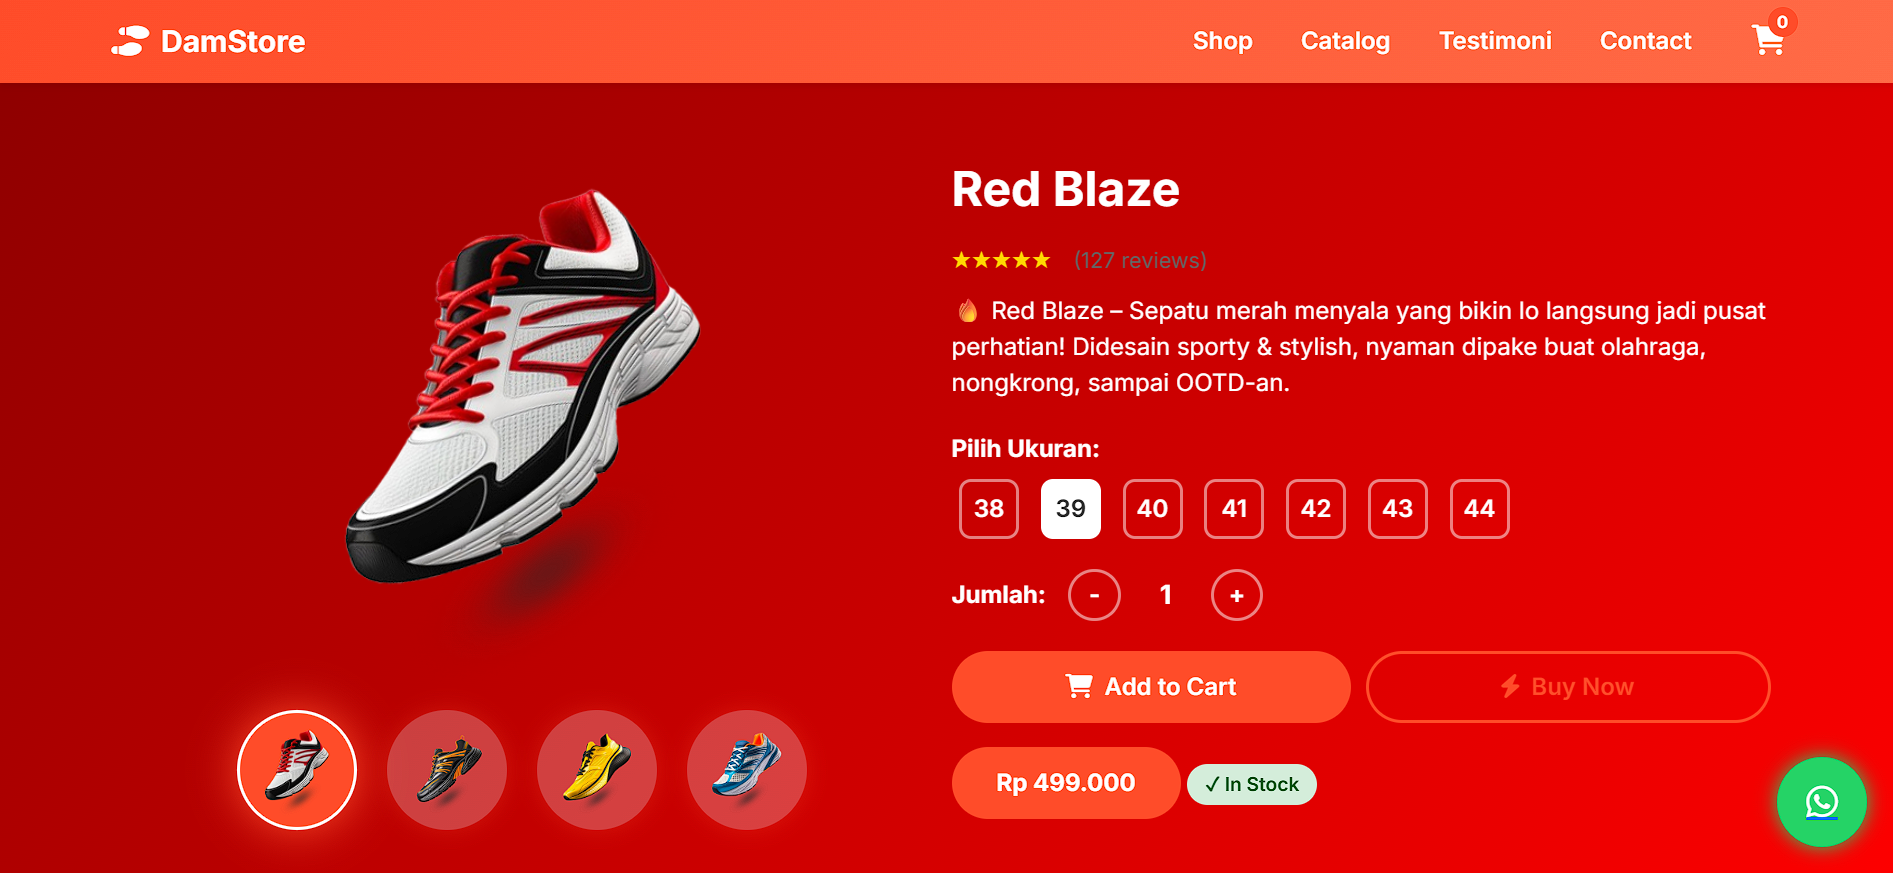 DamStore
Shop Catalog Testimoni Contact 0
Red Blaze
★★★★★ (127 reviews)
🔥 Red Blaze – Sepatu merah menyala yang bikin lo langsung jadi pusat
perhatian! Didesain sporty & stylish, nyaman dipake buat olahraga,
nongkrong, sampai OOTD-an.
Pilih Ukuran:
38 39 40 41 42 43 44
Jumlah: - 1 +
Add to Cart Buy Now
Rp 499.000 ✓ In Stock